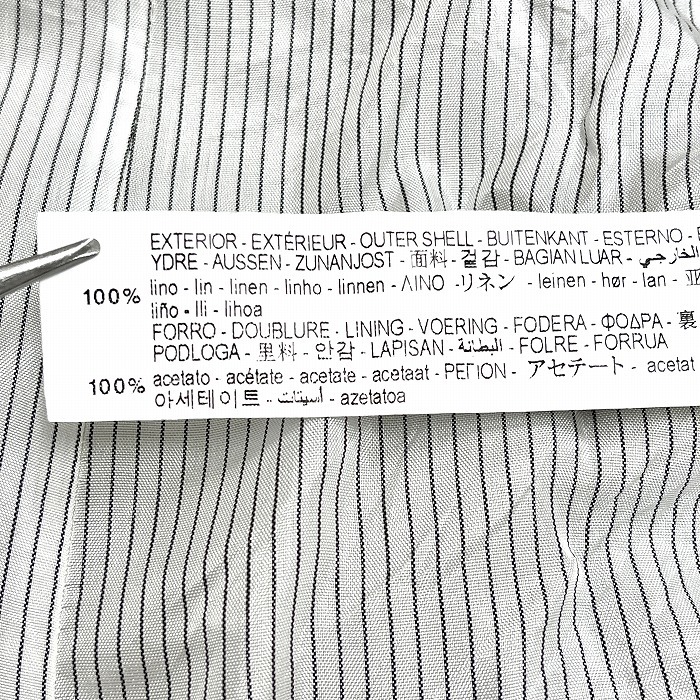 EXTERIOR - EXTÉRIEUR - OUTER SHELL - BUITENKANT - ESTERNO -
YDRE - AUSSEN - ZUNANJOST - 面料 - 겉감 - BAGIAN LUAR - الخارجي
100% lino - lin - linen - linho - linnen - ΛΙΝΟ - リネン - leinen - hør - lan - 亚
liño - lli - lihoa
FORRO - DOUBLURE - LINING - VOERING - FODERA - ΦΟΔΡΑ - 裏
PODLOGA - 里料 - 안감 - LAPISAN - البطانة - FOLRE - FORRUA
100% acetato - acétate - acetate - acetaat - ΡΕΓΙΟΝ - アセテート - acetat
아세테이트 - أسيتات - azetatoa